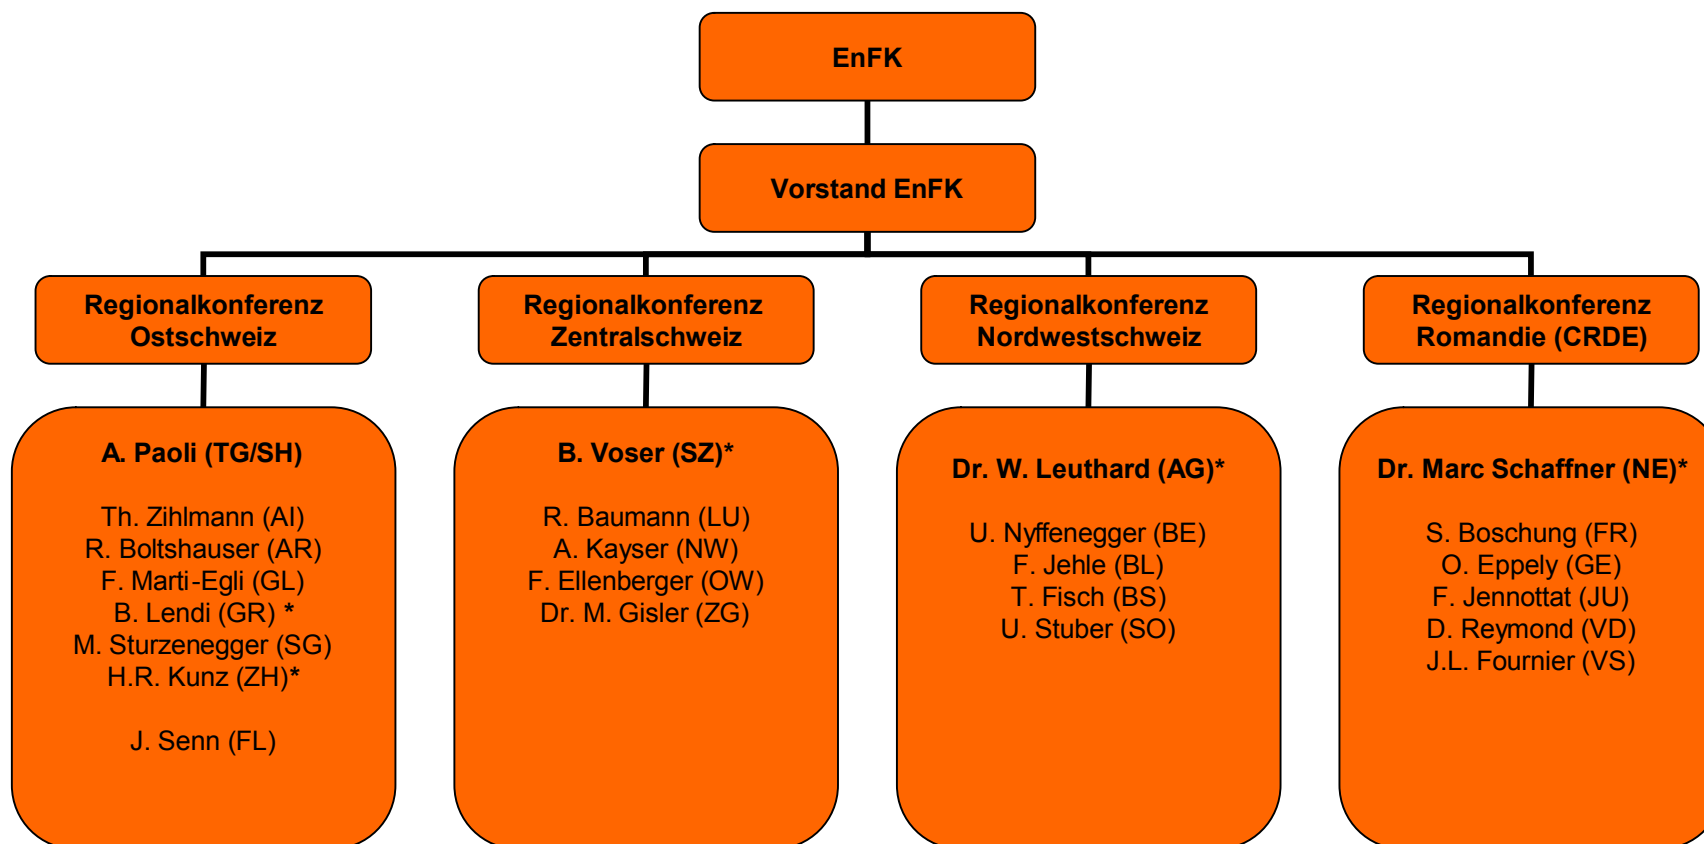 EnFK
Vorstand EnFK
Regionalkonferenz
Ostschweiz
Regionalkonferenz
Zentralschweiz
Regionalkonferenz
Nordwestschweiz
Regionalkonferenz
Romandie (CRDE)
A. Paoli (TG/SH)
Th. Zihlmann (AI)
R. Boltshauser (AR)
F. Marti-Egli (GL)
B. Lendi (GR) *
M. Sturzenegger (SG)
H.R. Kunz (ZH)*
J. Senn (FL)
B. Voser (SZ)*
R. Baumann (LU)
A. Kayser (NW)
F. Ellenberger (OW)
Dr. M. Gisler (ZG)
Dr. W. Leuthard (AG)*
U. Nyffenegger (BE)
F. Jehle (BL)
T. Fisch (BS)
U. Stuber (SO)
Dr. Marc Schaffner (NE)*
S. Boschung (FR)
O. Eppely (GE)
F. Jennottat (JU)
D. Reymond (VD)
J.L. Fournier (VS)